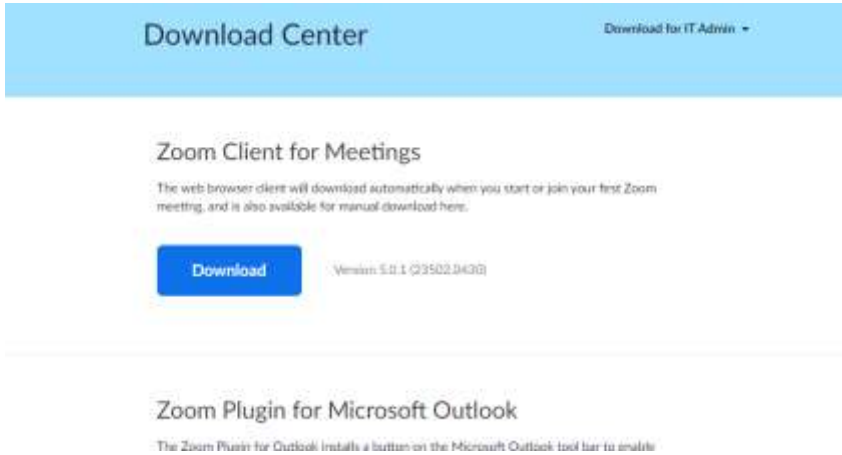 Download Center
Download for IT Admin
Zoom Client for Meetings
The web browser client will download automatically when you start or join your first Zoom
meeting, and is also available for manual download here.
Download
Version 5.0.1 (23502.0430)
Zoom Plugin for Microsoft Outlook
The Zoom Plugin for Outlook installs a button on the Microsoft Outlook tool bar to enable